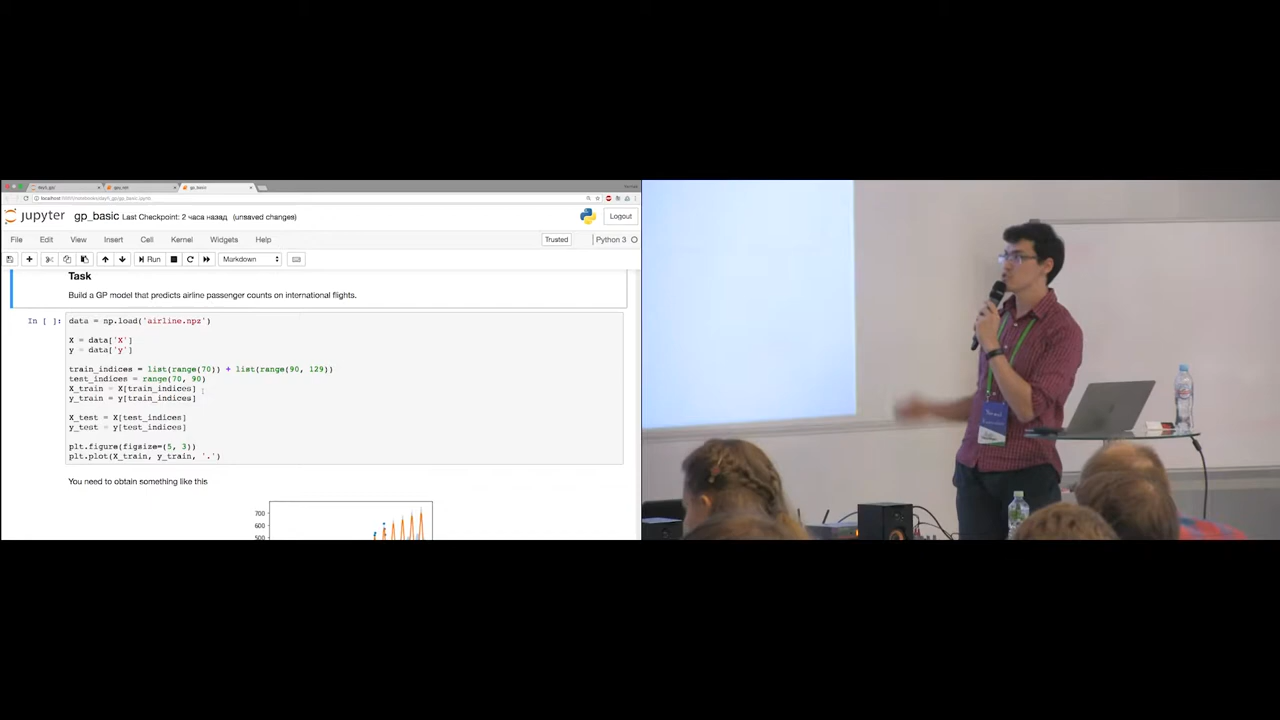 gp_basic
jupyter gp_basic Last Checkpoint: 2 часа назад (unsaved changes) Logout
File Edit View Insert Cell Kernel Widgets Help Trusted Python 3
Run Markdown
Task
Build a GP model that predicts airline passenger counts on international flights.
In [ ]: data = np.load('airline.npz')
X = data['X']
y = data['y']
train_indices = list(range(70)) + list(range(90, 129))
test_indices = range(70, 90)
X_train = X[train_indices]
y_train = y[train_indices]
X_test = X[test_indices]
y_test = y[test_indices]
plt.figure(figsize=(5, 3))
plt.plot(X_train, y_train, '.')
You need to obtain something like this
700
600
500